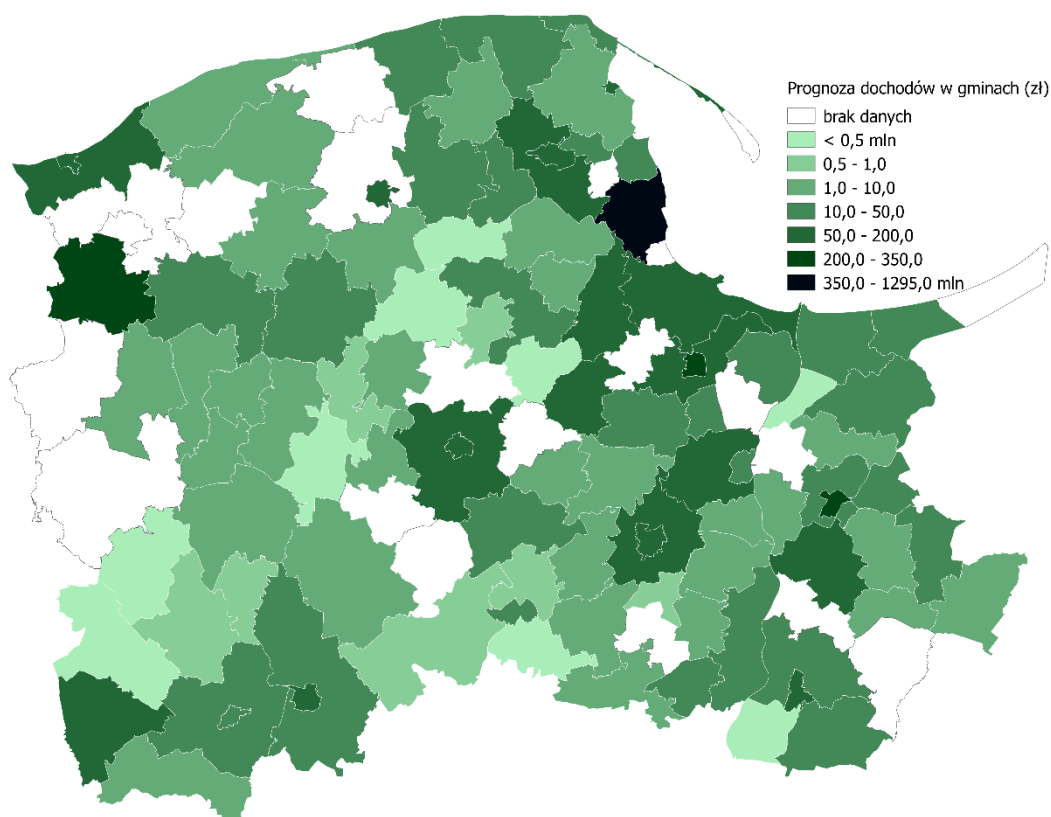 Prognoza dochodów w gminach (zł)
brak danych
< 0,5 mln
0,5 - 1,0
1,0 - 10,0
10,0 - 50,0
50,0 - 200,0
200,0 - 350,0
350,0 - 1295,0 mln